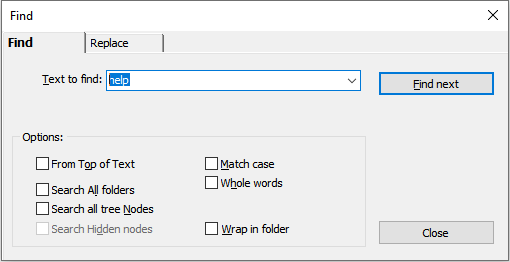 Find
Find Replace
Text to find: help Find next
Options:
From Top of Text Match case
Search All folders Whole words
Search all tree Nodes
Search Hidden nodes Wrap in folder Close